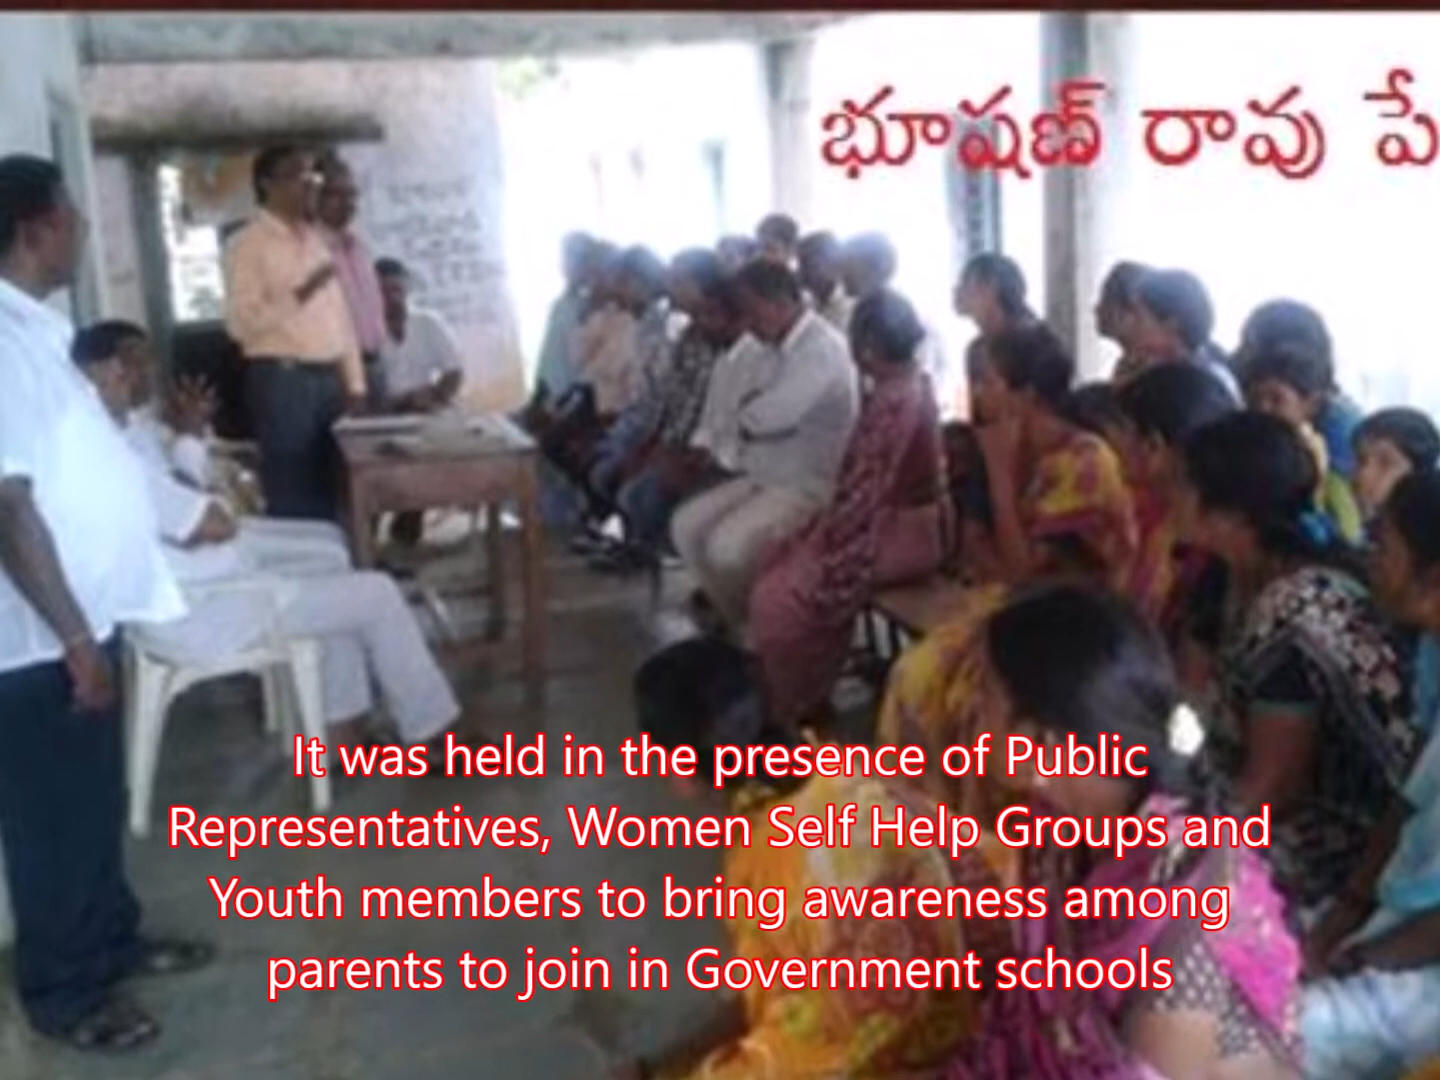 భూషణ్ రావు పే
It was held in the presence of Public
Representatives, Women Self Help Groups and
Youth members to bring awareness among
parents to join in Government schools